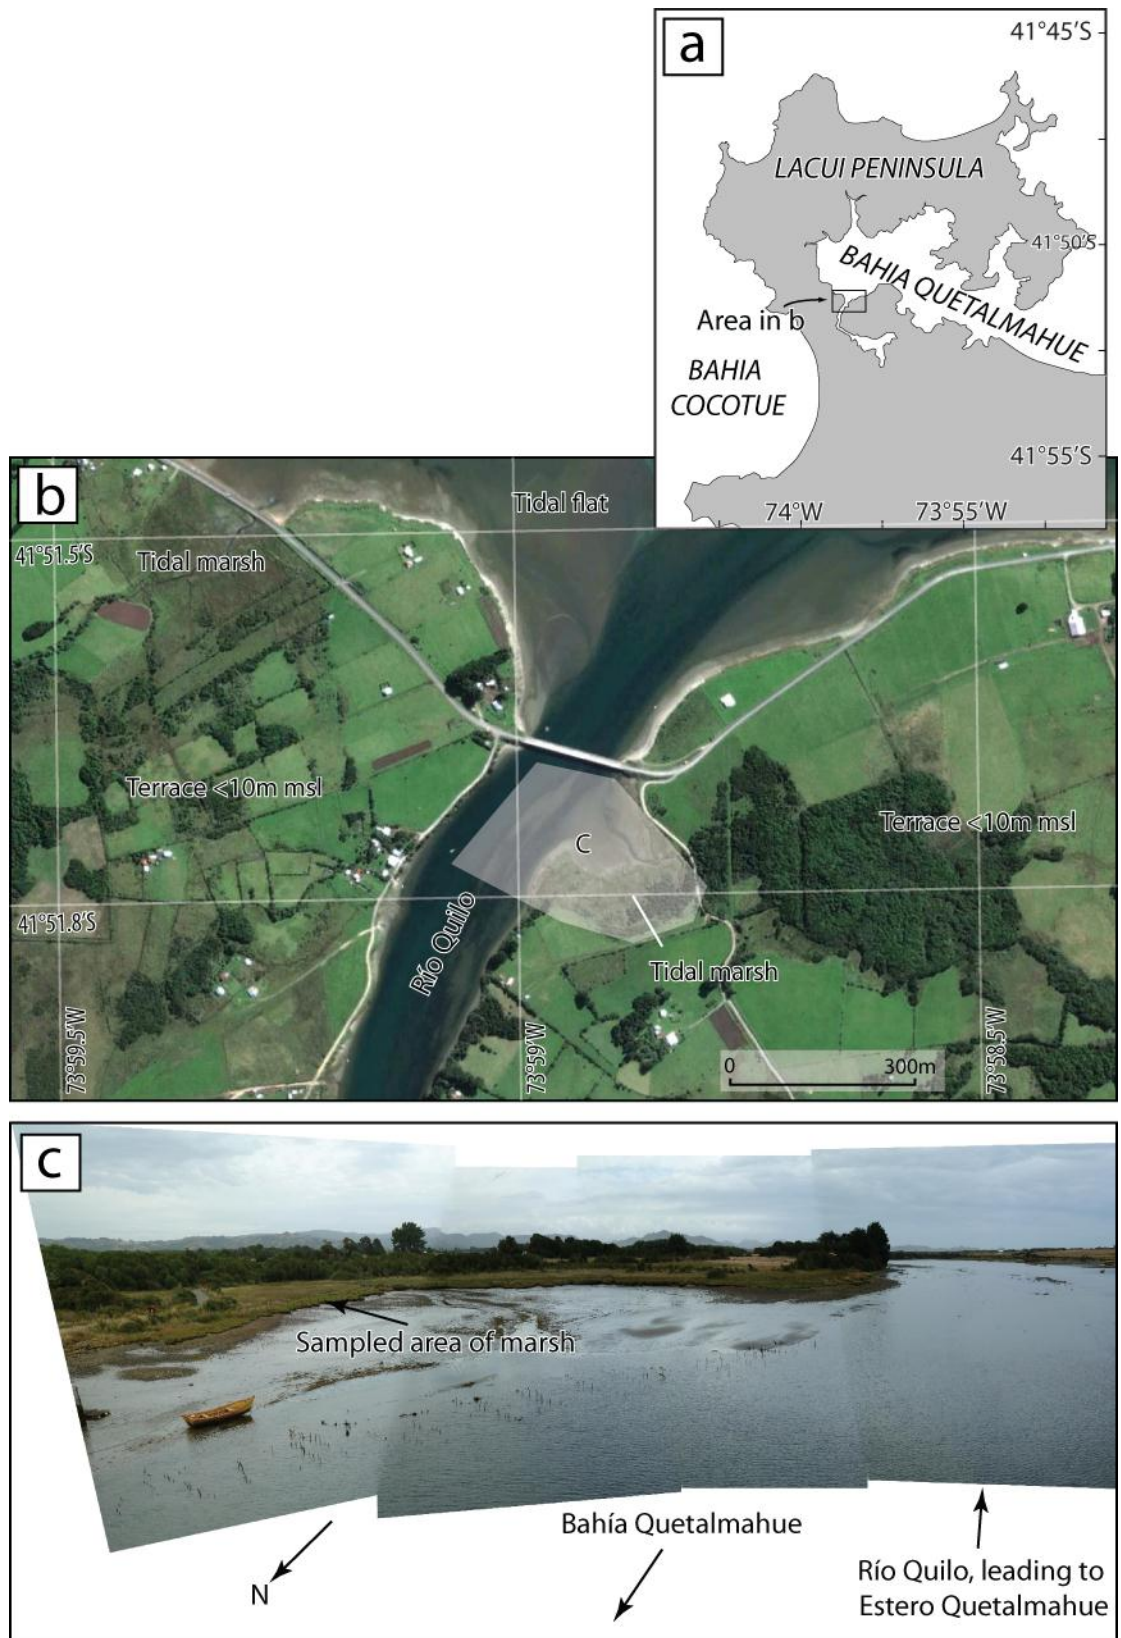 a
41°45'S
LACUI PENINSULA
41°50'S
BAHIA QUETALMAHUE
Area in b
BAHIA
COCOTUE
41°55'S
74°W
73°55'W
b
Tidal flat
41°51.5'S
Tidal marsh
Terrace <10m msl
Terrace <10m msl
C
41°51.8'S
Río Quilo
Tidal marsh
73°59.5'W
73°59'W
73°58.5'W
0
300m
c
Sampled area of marsh
Bahía Quetalmahue
N
Río Quilo, leading to
Estero Quetalmahue